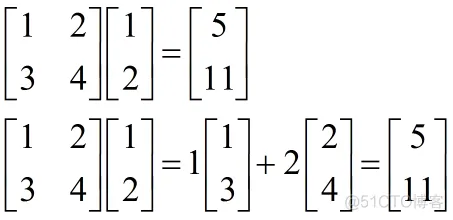 [1 2; 3 4][1; 2] = [5; 11]
[1 2; 3 4][1; 2] = 1[1; 3] + 2[2; 4] = [5; 11]
@51CTO博客